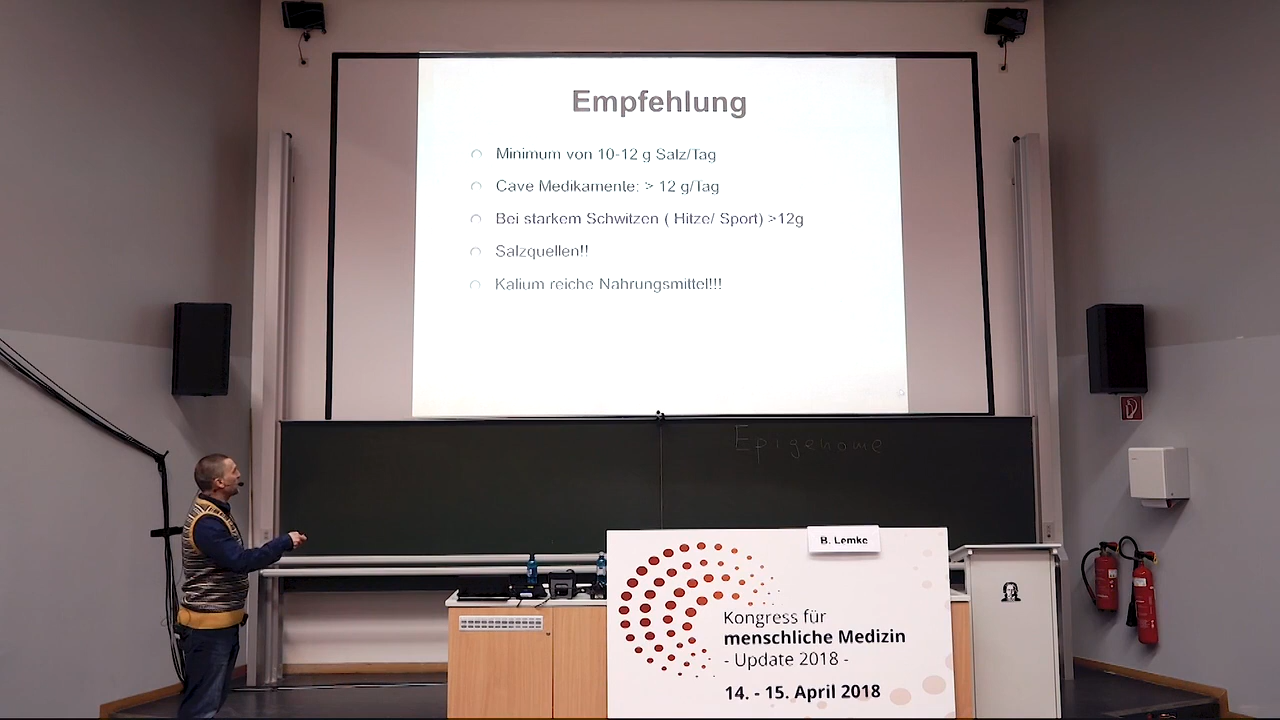 Empfehlung
Minimum von 10-12 g Salz/Tag
Cave Medikamente: > 12 g/Tag
Bei starkem Schwitzen ( Hitze/ Sport) >12g
Salzquellen!!
Kalium reiche Nahrungsmittel!!!
Epigenome
B. Lemke
Kongress für
menschliche Medizin
- Update 2018 -
14. - 15. April 2018